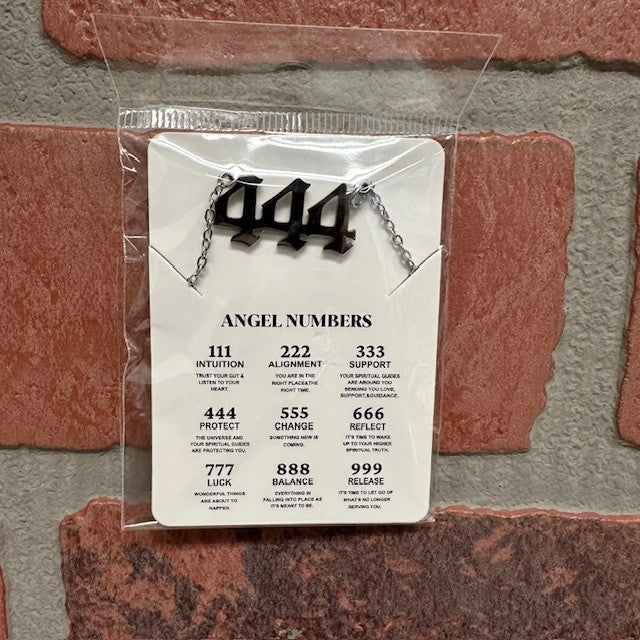 444
ANGEL NUMBERS
111 222 333
INTUITION ALIGNMENT SUPPORT
TRUST YOUR GUT &
LISTEN TO YOUR
HEART.
YOU ARE IN THE
RIGHT PLACE&THE
RIGHT TIME.
YOUR SPIRITUAL GUIDES
ARE AROUND YOU
SENDING YOU LOVE,
SUPPORT,&GUIDANCE.
444 555 666
PROTECT CHANGE REFLECT
THE UNIVERSE AND
YOUR SPIRITUAL GUIDES
ARE PROTECTING YOU.
SOMETHING NEW IS
COMING.
IT'S TIME TO WAKE
UP TO YOUR HIGHER
SPIRITUAL TRUTH.
777 888 999
LUCK BALANCE RELEASE
WONDERFUL THINGS
ARE ABOUT TO
HAPPEN.
EVERYTHING IN
FALLING INTO PLACE AS
IT'S MEANT TO BE.
IT'S TIME TO LET GO OF
WHAT'S NO LONGER
SERVING YOU.